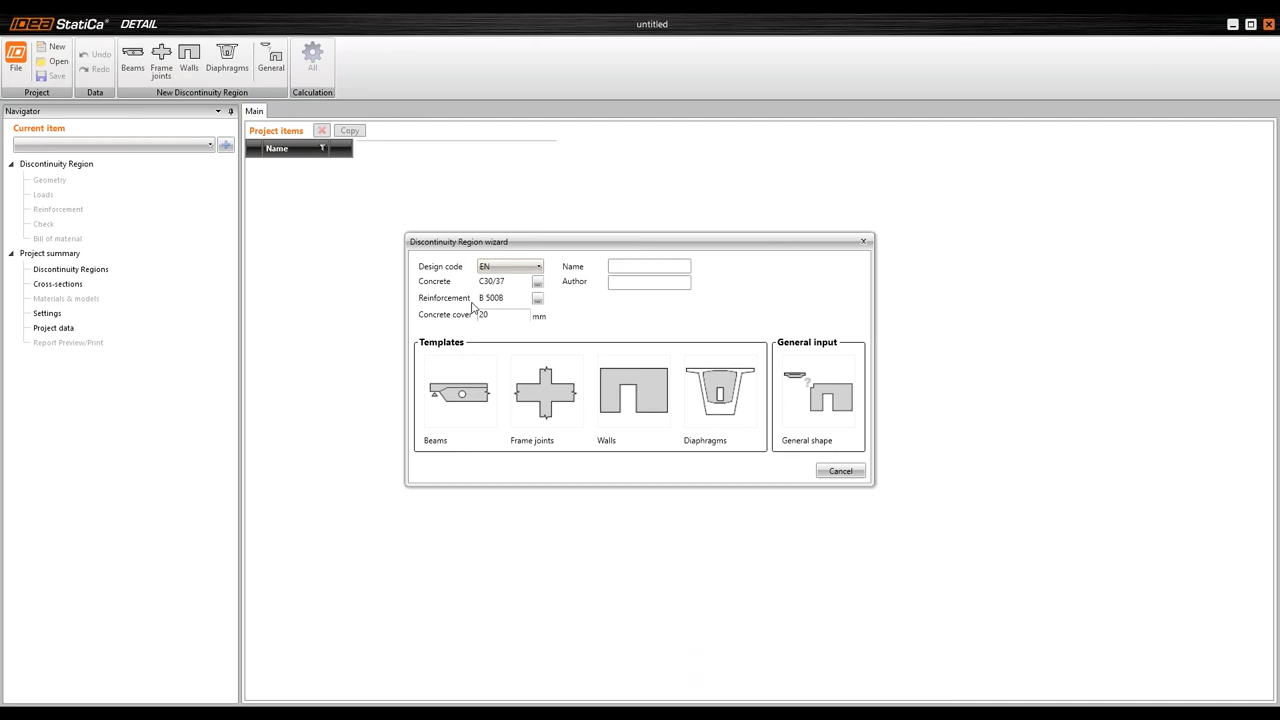 IDEA StatiCa® DETAIL
untitled
File
New
Open
Save
Undo
Redo
Beams
Frame joints
Walls
Diaphragms
General
All
Project
Data
New Discontinuity Region
Calculation
Navigator
Main
Current item
Project items
Copy
Name
Discontinuity Region
Geometry
Loads
Reinforcement
Check
Bill of material
Project summary
Discontinuity Regions
Cross-sections
Materials & models
Settings
Project data
Report Preview/Print
Discontinuity Region wizard
Design code EN Name
Concrete C30/37 Author
Reinforcement B 500B
Concrete cover 20 mm
Templates
General input
Beams
Frame joints
Walls
Diaphragms
General shape
Cancel